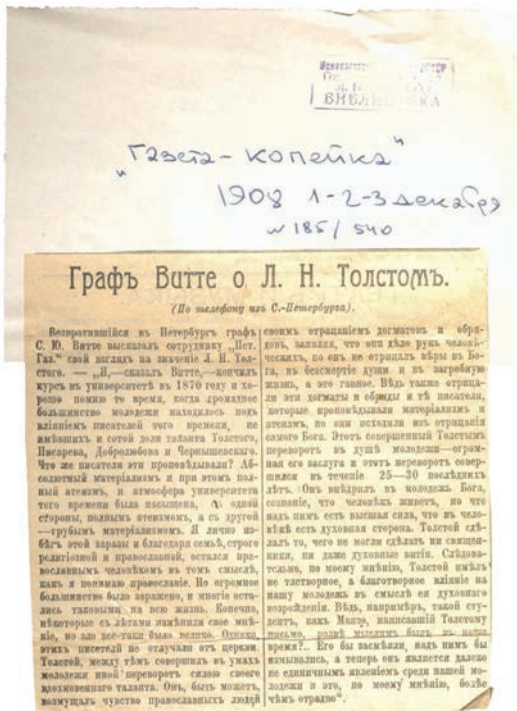 БИБЛИОТЕКА
"Газета-копейка"
1908 1-2-3 декабря
№ 185/540
Графъ Витте о Л. Н. Толстомъ.
(По телефону изъ С.-Петербурга).
Возвратившійся въ Петербургъ графъ
С. Ю. Витте высказалъ сотруднику „Пет.
Газ.“ свой взглядъ на значеніе Л. Н. Тол-
стого. — „Я,—сказалъ Витте,—кончилъ
курсъ въ университетѣ въ 1870 году и хо-
рошо помню то время, когда громадное
большинство молодежи находилось подъ
вліяніемъ писателей того времени, не
имѣвшихъ и сотой доли таланта Толстого,
Писарева, Добролюбова и Чернышевскаго.
Что же писатели эти проповѣдывали? Аб-
солютный матеріализмъ и при этомъ пол-
ный атеизмъ, и атмосфера университета
того времени была насыщена, съ одной
стороны, полнымъ атеизмомъ, а съ другой
—грубымъ матеріализмомъ. Я лично из-
бѣгъ этой заразы и благодаря семьѣ, строго
религіозной и православной, остался пра-
вославнымъ человѣкомъ въ томъ смыслѣ,
какъ я понимаю православіе. Но огромное
большинство было заражено, и многіе оста-
лись таковыми на всю жизнь. Конечно,
нѣкоторые съ лѣтами измѣнили свое мнѣ-
ніе, но зло все-таки было велико. Однако,
этихъ писателей не отлучали отъ церкви.
Толстой, между тѣмъ совершилъ въ умахъ
молодежи иной переворотъ силою своего
вдохновеннаго таланта. Онъ, быть можетъ,
возмущалъ чувство православныхъ людей
своимъ отрицаніемъ догматовъ и обря-
довъ, заявляя, что они дѣло рукъ человѣ-
ческихъ, но онъ не отрицалъ вѣры въ Бо-
га, въ безсмертіе души и въ загробную
жизнь, а это главное. Вѣдь также отрица-
ли эти догматы и обряды и тѣ писатели,
которые проповѣдывали матеріализмъ и
атеизмъ, но они исходили изъ отрицанія
самого Бога. Этотъ совершенный Толстымъ
переворотъ въ душѣ молодежи—огром-
ная его заслуга и этотъ переворотъ совер-
шился въ теченіе 25—30 послѣднихъ
лѣтъ. Онъ внѣдрилъ въ молодежь Бога,
сознаніе, что человѣкъ живетъ, но что
надъ нимъ есть высшая сила, что въ чело-
вѣкѣ есть духовная сторона. Толстой сдѣ-
лалъ то, чего не могли сдѣлать ни священ-
ники, ни даже духовные витіи. Слѣдова-
тельно, по моему мнѣнію, Толстой имѣлъ
не тлетворное, а благотворное вліяніе на
нашу молодежь въ смыслѣ ея духовнаго
возрожденія. Вѣдь, напримѣръ, такой сту-
дентъ, какъ написавшій Толстому
письмо, развѣ мыслимъ былъ въ наше
время?.. Его бы засмѣяли, надъ нимъ бы
измывались, а теперь онъ является далеко
не единичнымъ явленіемъ среди нашей мо-
лодежи и это, по моему мнѣнію, болѣе
чѣмъ отрадно“.